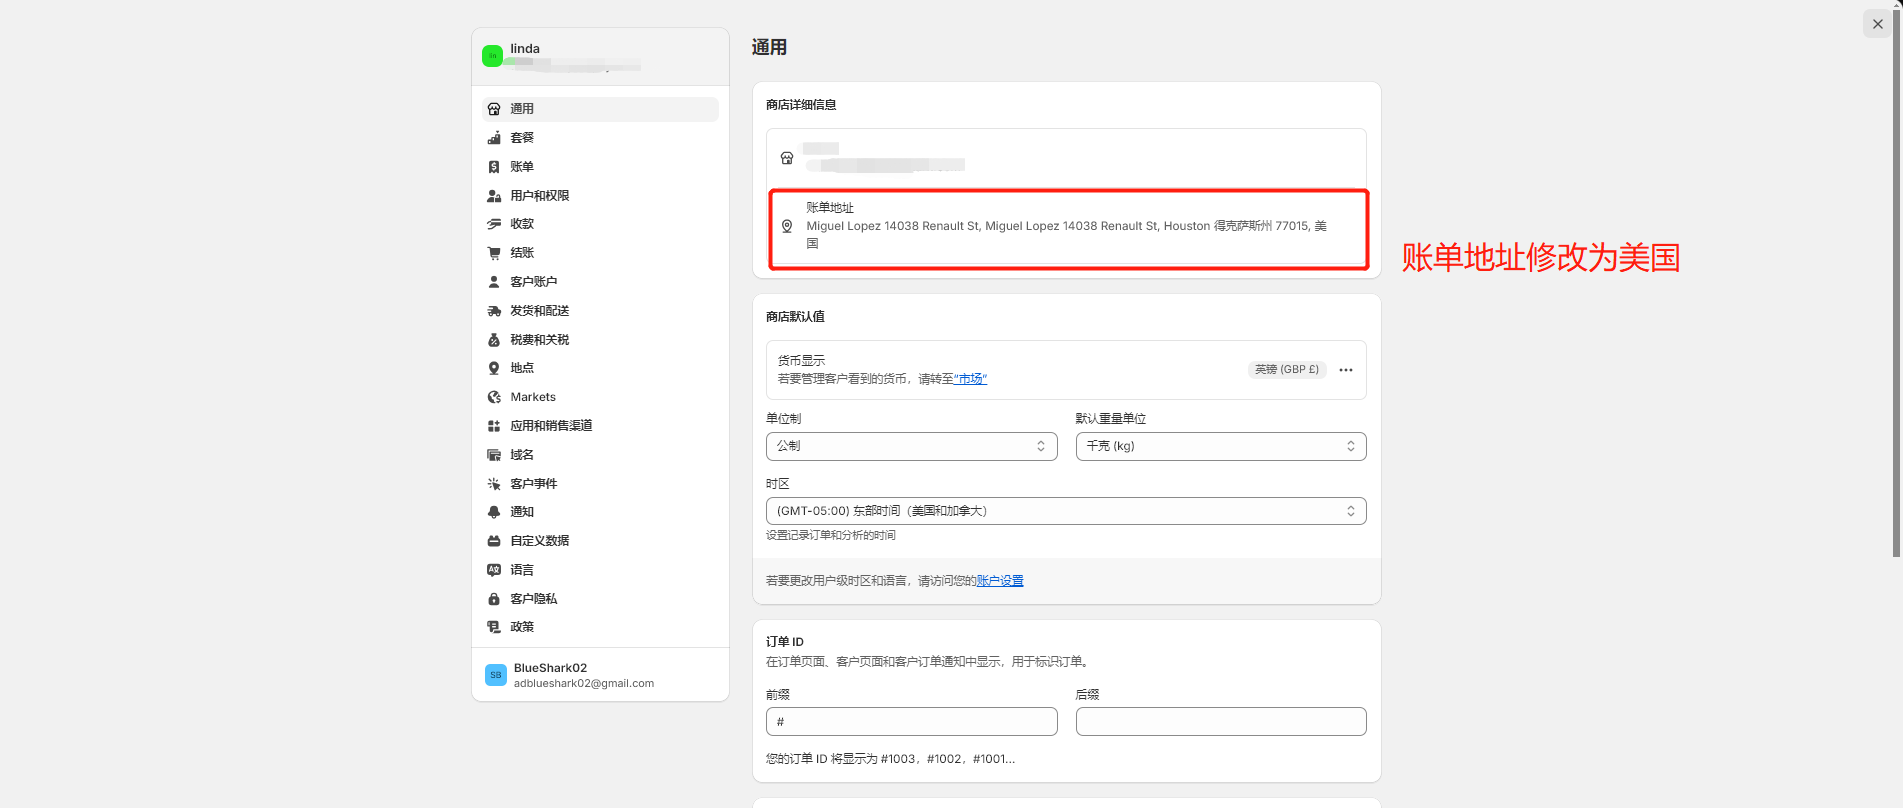 linda
通用
套餐
账单
用户和权限
收款
结账
客户账户
发货和配送
税费和关税
地点
Markets
应用和销售渠道
域名
客户事件
通知
自定义数据
语言
客户隐私
政策
SB
BlueShark02
adblueshark02@gmail.com
通用
商店详细信息
账单地址
Miguel Lopez 14038 Renault St, Miguel Lopez 14038 Renault St, Houston 得克萨斯州 77015, 美
国
账单地址修改为美国
商店默认值
货币显示
若要管理客户看到的货币，请转至“市场”
英镑 (GBP £)
单位制
默认重量单位
公制
千克 (kg)
时区
(GMT-05:00) 东部时间（美国和加拿大）
设置记录订单和分析的时间
若要更改用户级时区和语言，请访问您的账户设置
订单 ID
在订单页面、客户页面和客户订单通知中显示，用于标识订单。
前缀
后缀
#
您的订单 ID 将显示为 #1003，#1002，#1001...